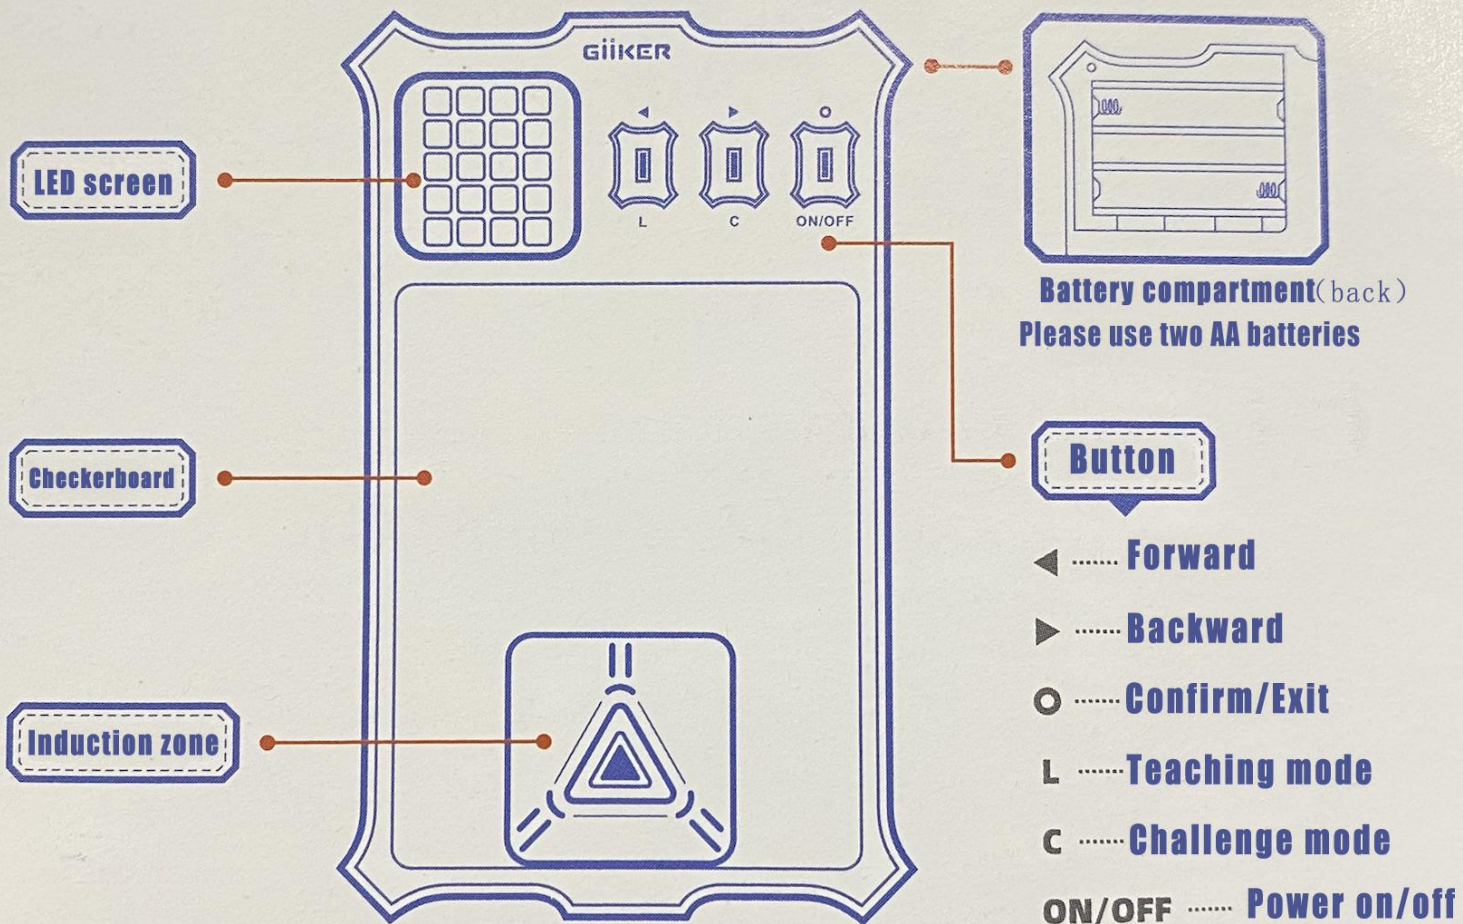 GiiKER
◀ ▶ O
L C ON/OFF
LED screen
Checkerboard
Induction zone
Battery compartment(back)
Please use two AA batteries
Button
◀ ······· Forward
▶ ······· Backward
O ······· Confirm/Exit
L ······· Teaching mode
C ······· Challenge mode
ON/OFF ······· Power on/off